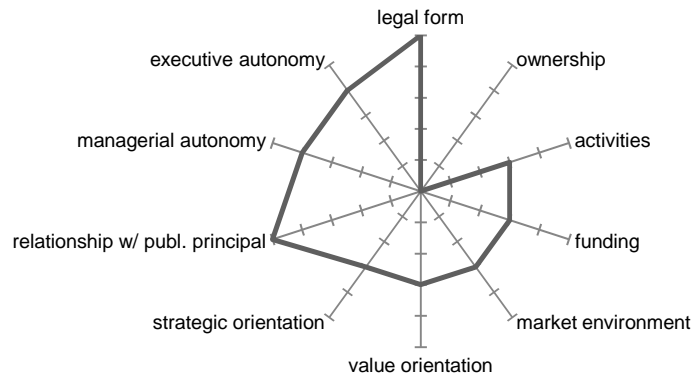 legal form
executive autonomy
ownership
managerial autonomy
activities
relationship w/ publ. principal
funding
strategic orientation
market environment
value orientation